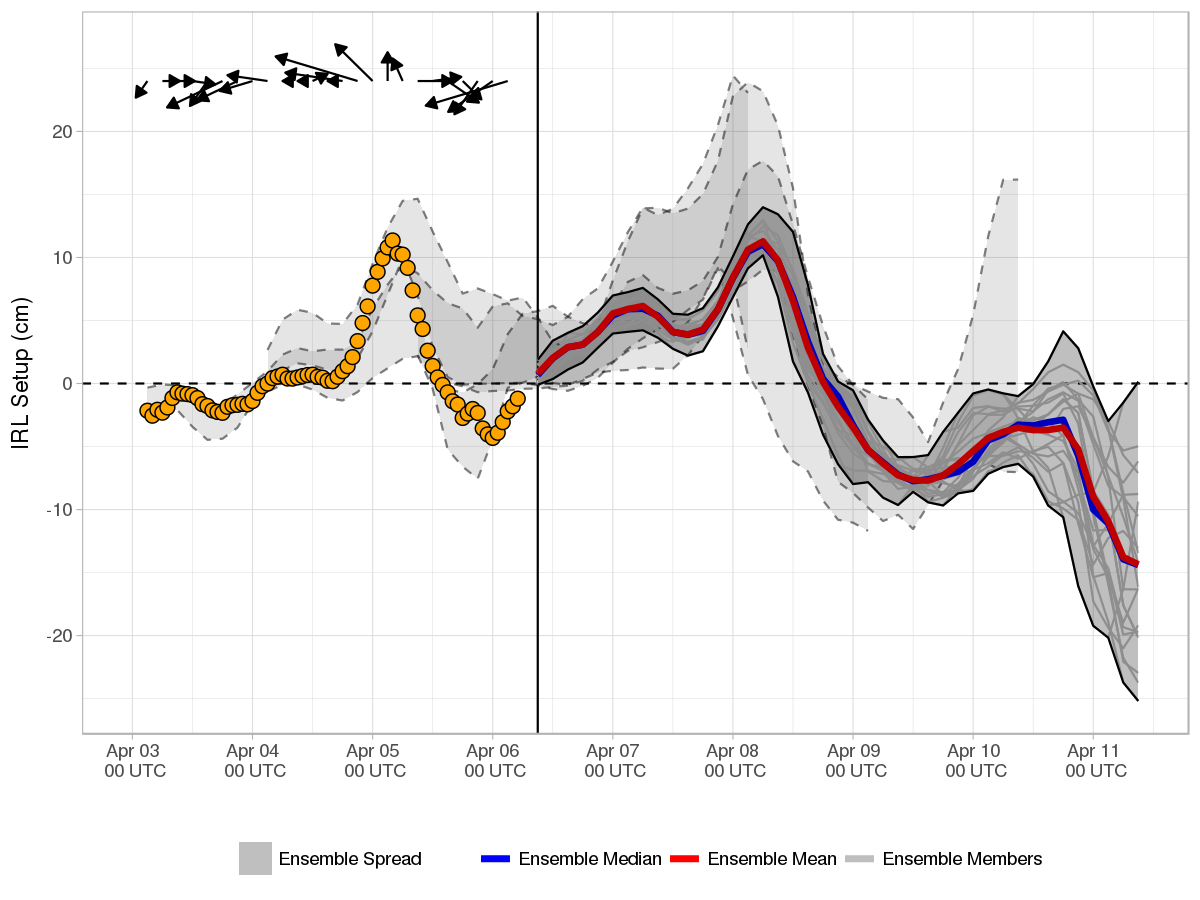 IRL Setup (cm)
20
10
0
-10
-20
Apr 03 Apr 04 Apr 05 Apr 06 Apr 07 Apr 08 Apr 09 Apr 10 Apr 11
00 UTC 00 UTC 00 UTC 00 UTC 00 UTC 00 UTC 00 UTC 00 UTC 00 UTC
Ensemble Spread Ensemble Median Ensemble Mean Ensemble Members